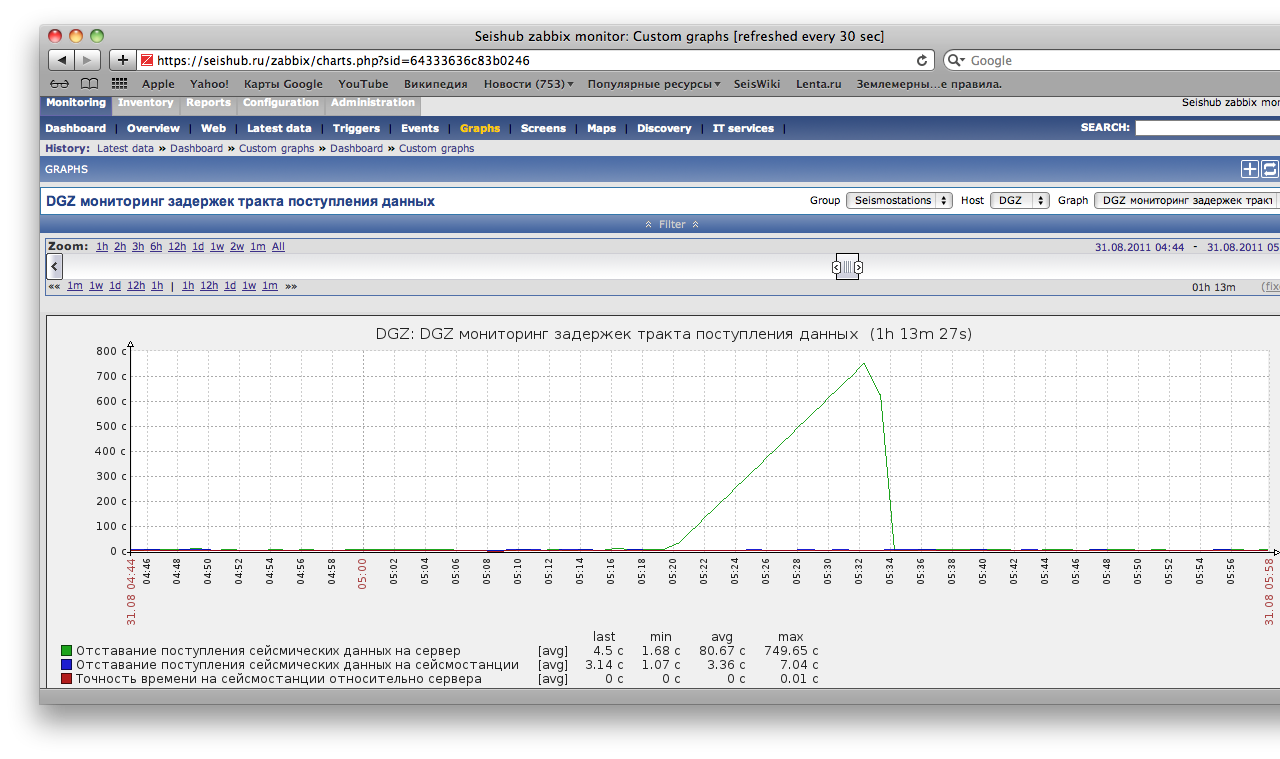 Seishub zabbix monitor: Custom graphs [refreshed every 30 sec]
https://seishub.ru/zabbix/charts.php?sid=64333636c83b0246 Google
Apple Yahoo! Карты Google YouTube Википедия Новости (753) Популярные ресурсы SeisWiki Lenta.ru Землемерны...е правила.
Monitoring Inventory Reports Configuration Administration Seishub zabbix mon
Dashboard | Overview | Web | Latest data | Triggers | Events | Graphs | Screens | Maps | Discovery | IT services | SEARCH:
History: Latest data » Dashboard » Custom graphs » Dashboard » Custom graphs
GRAPHS
DGZ мониторинг задержек тракта поступления данных Group Seismostations Host DGZ Graph DGZ мониторинг задержек тракт
Filter
Zoom: 1h 2h 3h 6h 12h 1d 1w 2w 1m All 31.08.2011 04:44 - 31.08.2011 05
«« 1m 1w 1d 12h 1h | 1h 12h 1d 1w 1m »» 01h 13m (fix
DGZ: DGZ мониторинг задержек тракта поступления данных (1h 13m 27s)
800 c
700 c
600 c
500 c
400 c
300 c
200 c
100 c
0 c
31.08 04:44 04:46 04:48 04:50 04:52 04:54 04:56 04:58 05:00 05:02 05:04 05:06 05:08 05:10 05:12 05:14 05:16 05:18 05:20 05:22 05:24 05:26 05:28 05:30 05:32 05:34 05:36 05:38 05:40 05:42 05:44 05:46 05:48 05:50 05:52 05:54 05:56 31.08 05:58
last min avg max
Отставание поступления сейсмических данных на сервер [avg] 4.5 c 1.68 c 80.67 c 749.65 c
Отставание поступления сейсмических данных на сейсмостанции [avg] 3.14 c 1.07 c 3.36 c 7.04 c
Точность времени на сейсмостанции относительно сервера [avg] 0 c 0 c 0 c 0.01 c